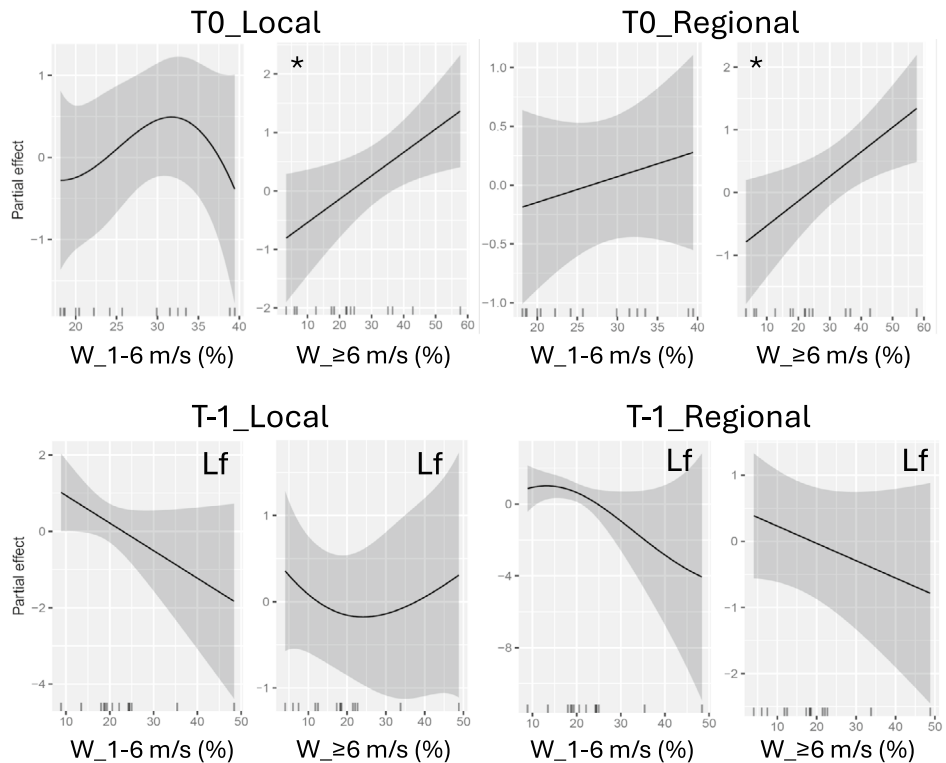 T0_Local
T0_Regional
Partial effect
1
0
−1
20 25 30 35 40
W_1-6 m/s (%)
*
2
1
0
−1
−2
10 20 30 40 50 60
W_≥6 m/s (%)
1.0
0.5
0.0
−0.5
−1.0
20 25 30 35 40
W_1-6 m/s (%)
*
2
1
0
−1
10 20 30 40 50 60
W_≥6 m/s (%)
T-1_Local
T-1_Regional
Partial effect
Lf
2
0
−2
−4
10 20 30 40 50
W_1-6 m/s (%)
Lf
1
0
−1
10 20 30 40 50
W_≥6 m/s (%)
Lf
0
−4
−8
10 20 30 40 50
W_1-6 m/s (%)
Lf
1
0
−1
−2
10 20 30 40 50
W_≥6 m/s (%)